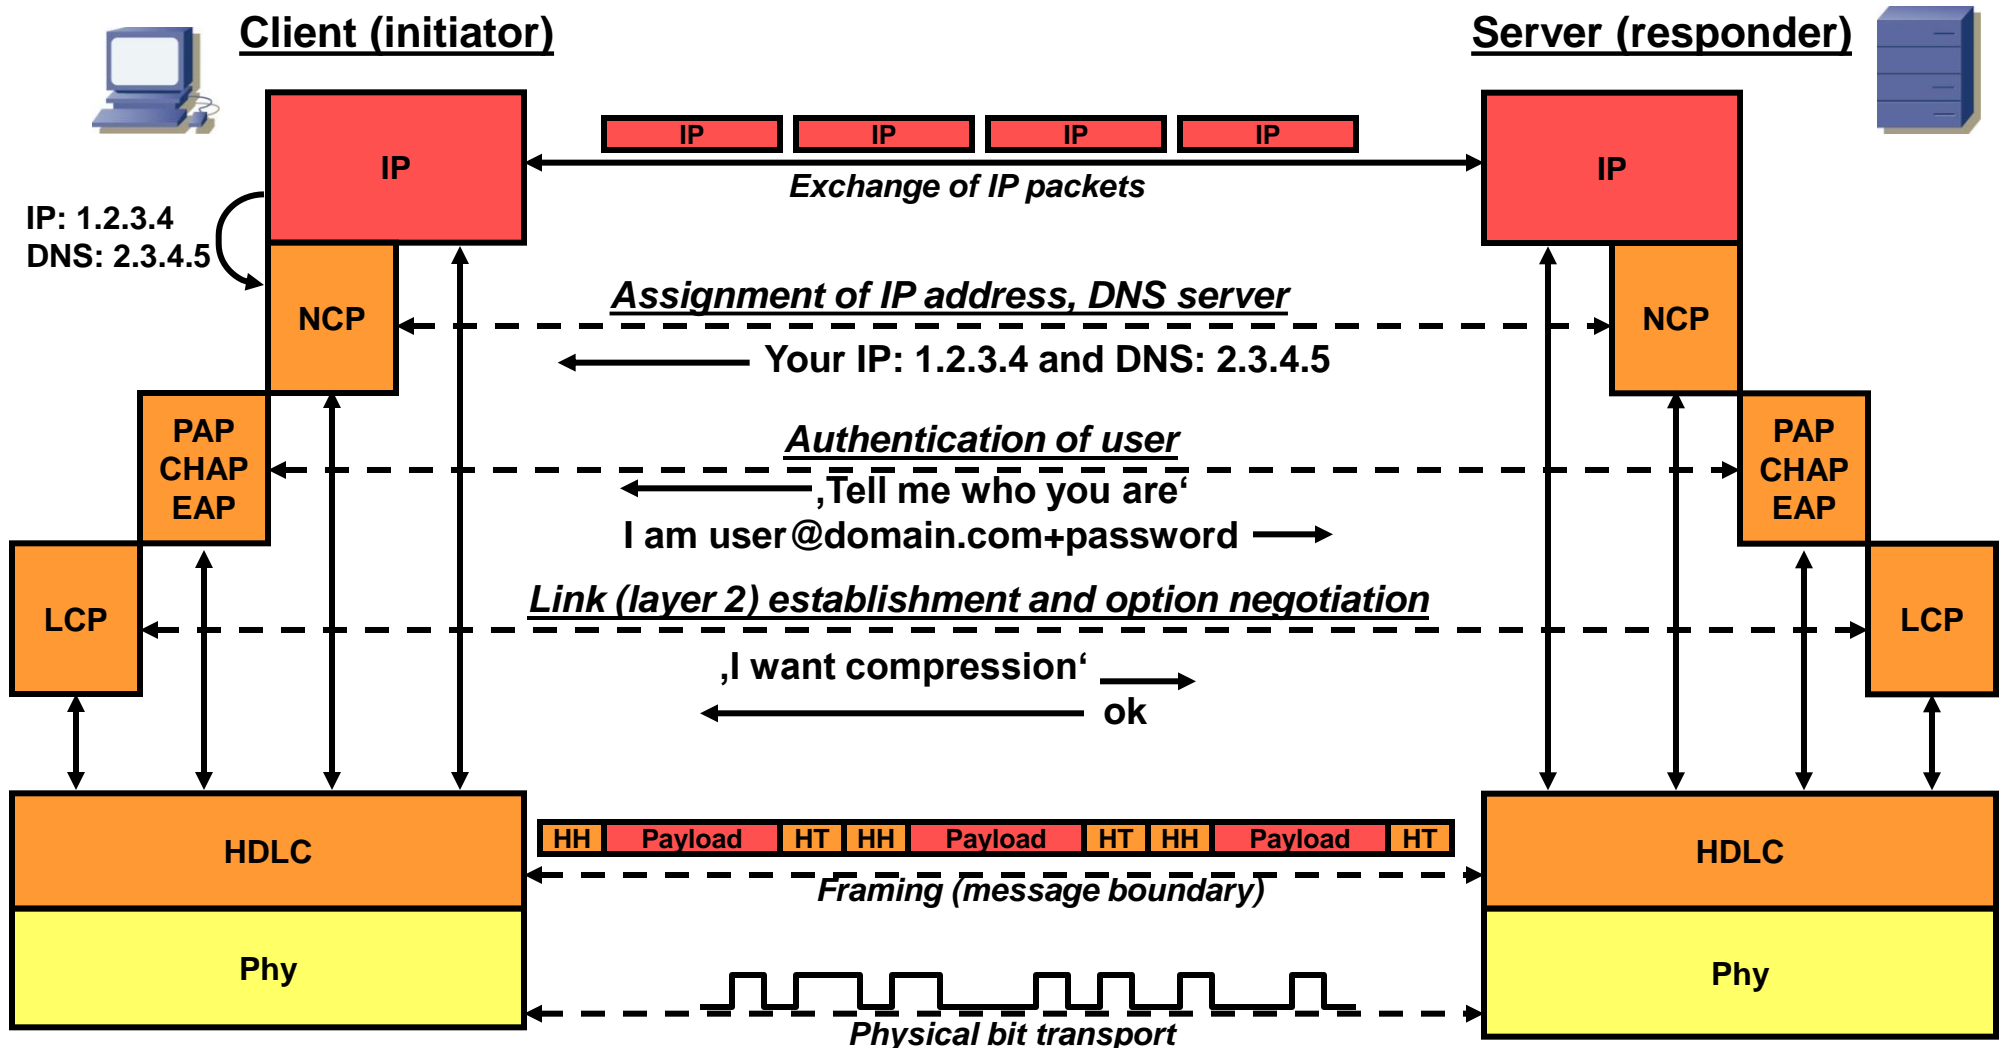 Client (initiator)
Server (responder)
IP
IP IP IP IP
IP
Exchange of IP packets
IP: 1.2.3.4
DNS: 2.3.4.5
NCP
Assignment of IP address, DNS server
NCP
Your IP: 1.2.3.4 and DNS: 2.3.4.5
PAP
CHAP
EAP
Authentication of user
PAP
CHAP
EAP
‚Tell me who you are‘
I am user@domain.com+password
LCP
Link (layer 2) establishment and option negotiation
LCP
‚I want compression‘
ok
HDLC
HH Payload HT HH Payload HT HH Payload HT
HDLC
Framing (message boundary)
Phy
Phy
Physical bit transport